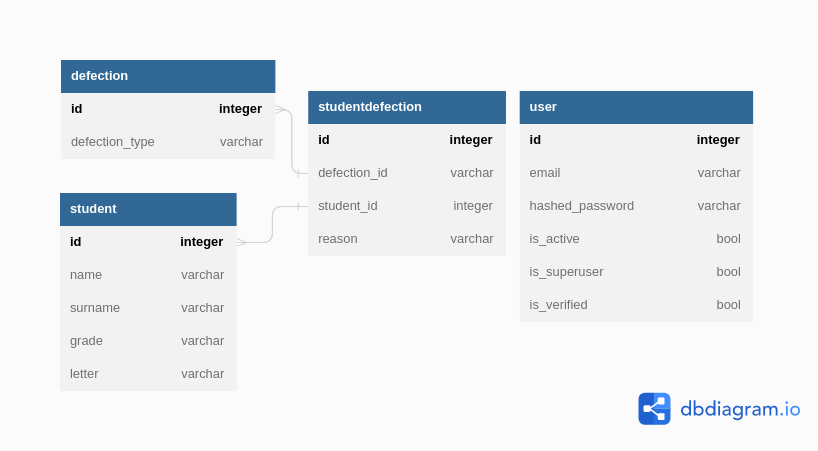 defection
id integer
defection_type varchar
student
id integer
name varchar
surname varchar
grade varchar
letter varchar
studentdefection
id integer
defection_id varchar
student_id integer
reason varchar
user
id integer
email varchar
hashed_password varchar
is_active bool
is_superuser bool
is_verified bool
dbdiagram.io